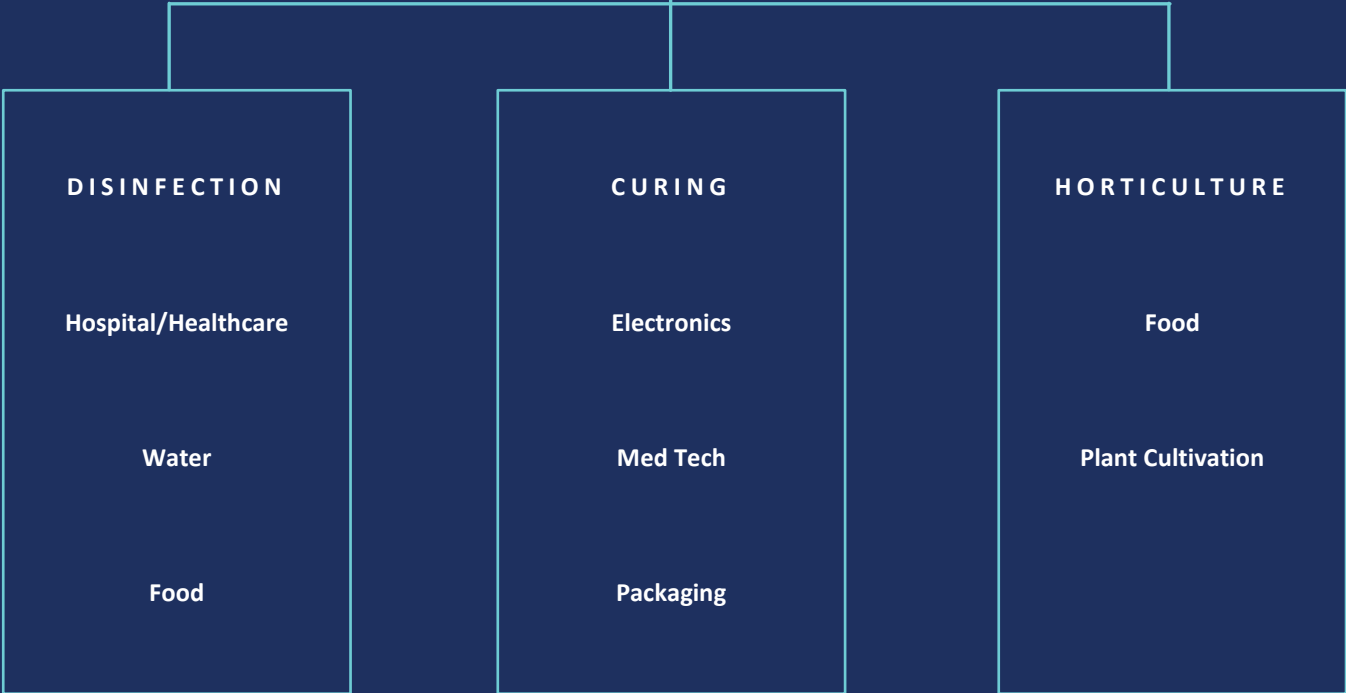 DISINFECTION
Hospital/Healthcare
Water
Food
CURING
Electronics
Med Tech
Packaging
HORTICULTURE
Food
Plant Cultivation